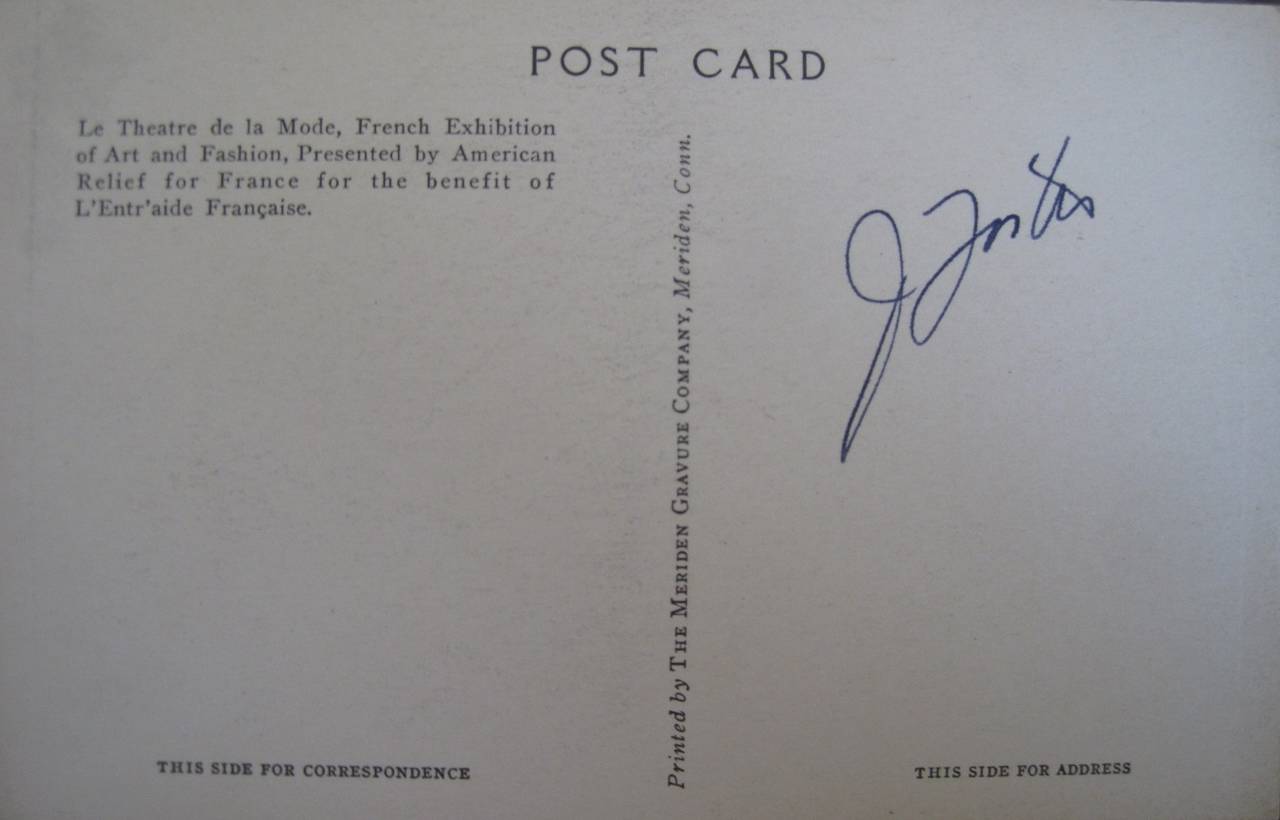 POST CARD
Le Theatre de la Mode, French Exhibition
of Art and Fashion, Presented by American
Relief for France for the benefit of
L'Entr'aide Française.
Printed by THE MERIDEN GRAVURE COMPANY, Meriden, Conn.
J
THIS SIDE FOR CORRESPONDENCE
THIS SIDE FOR ADDRESS